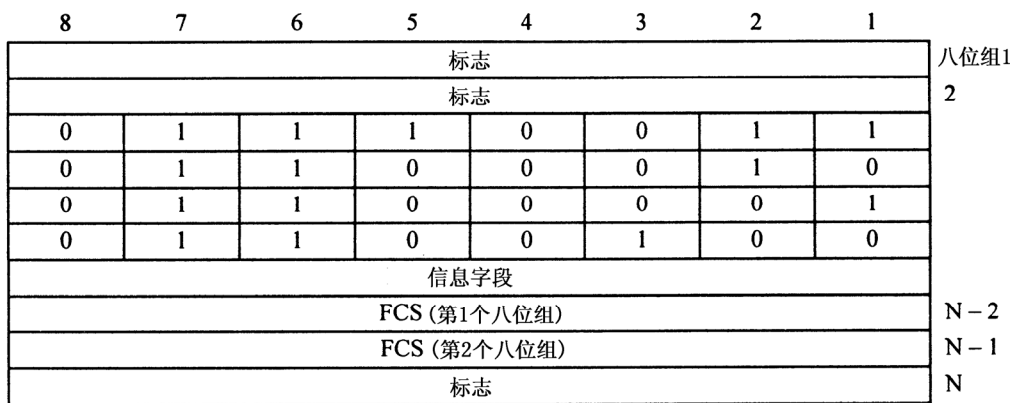 8 7 6 5 4 3 2 1
标志 八位组1
标志 2
0 1 1 1 0 0 1 1
0 1 1 0 0 0 1 0
0 1 1 0 0 0 0 1
0 1 1 0 0 1 0 0
信息字段
FCS (第1个八位组) N-2
FCS (第2个八位组) N-1
标志 N